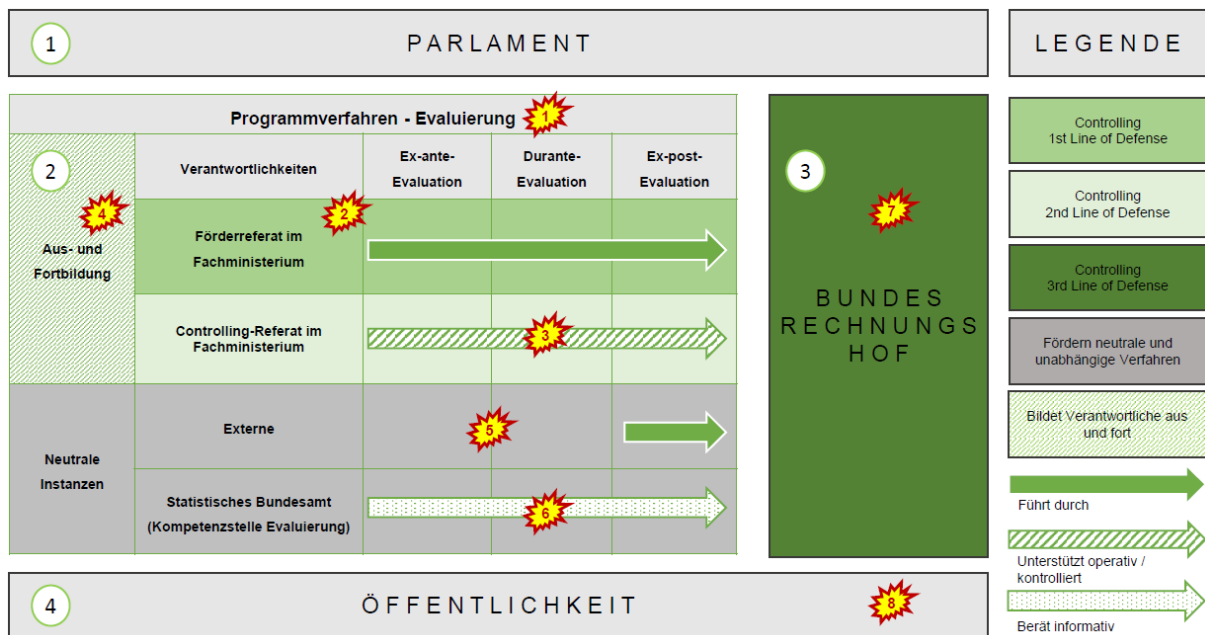 1
PARLAMENT
Programmverfahren - Evaluierung
1
2
4
Aus- und
Fortbildung
Verantwortlichkeiten
Ex-ante-
Evaluation
Durante-
Evaluation
Ex-post-
Evaluation
2
Förderreferat im
Fachministerium
Controlling-Referat im
Fachministerium
3
Neutrale
Instanzen
Externe
5
Statistisches Bundesamt
(Kompetenzstelle Evaluierung)
6
3
7
BUNDES
RECHNUNGS
HOF
4
ÖFFENTLICHKEIT
8
LEGENDE
Controlling
1st Line of Defense
Controlling
2nd Line of Defense
Controlling
3rd Line of Defense
Fördern neutrale und
unabhängige Verfahren
Bildet Verantwortliche aus
und fort
Führt durch
Unterstützt operativ /
kontrolliert
Berät informativ